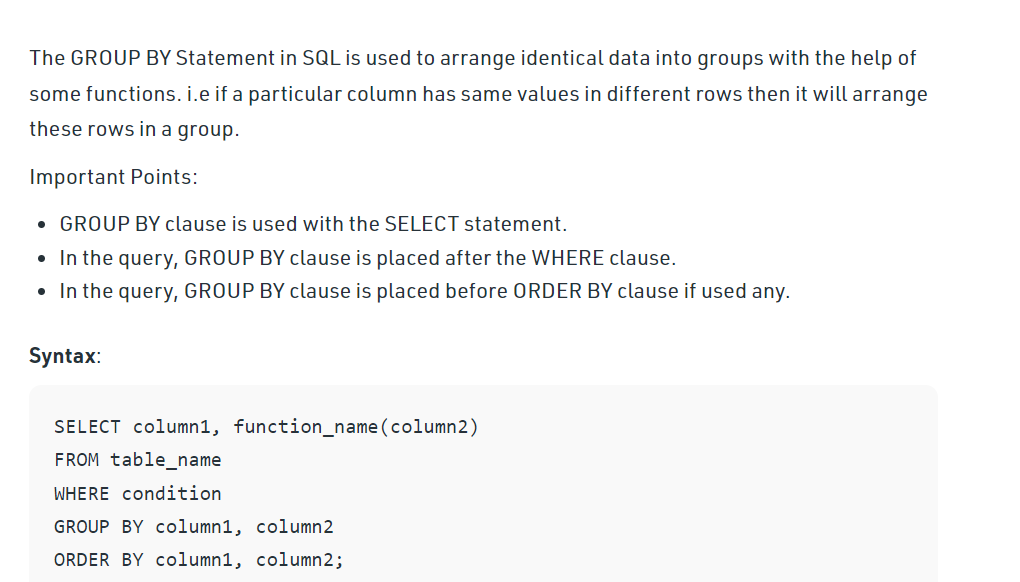 The GROUP BY Statement in SQL is used to arrange identical data into groups with the help of
some functions. i.e if a particular column has same values in different rows then it will arrange
these rows in a group.
Important Points:
• GROUP BY clause is used with the SELECT statement.
• In the query, GROUP BY clause is placed after the WHERE clause.
• In the query, GROUP BY clause is placed before ORDER BY clause if used any.
Syntax:
SELECT column1, function_name(column2)
FROM table_name
WHERE condition
GROUP BY column1, column2
ORDER BY column1, column2;